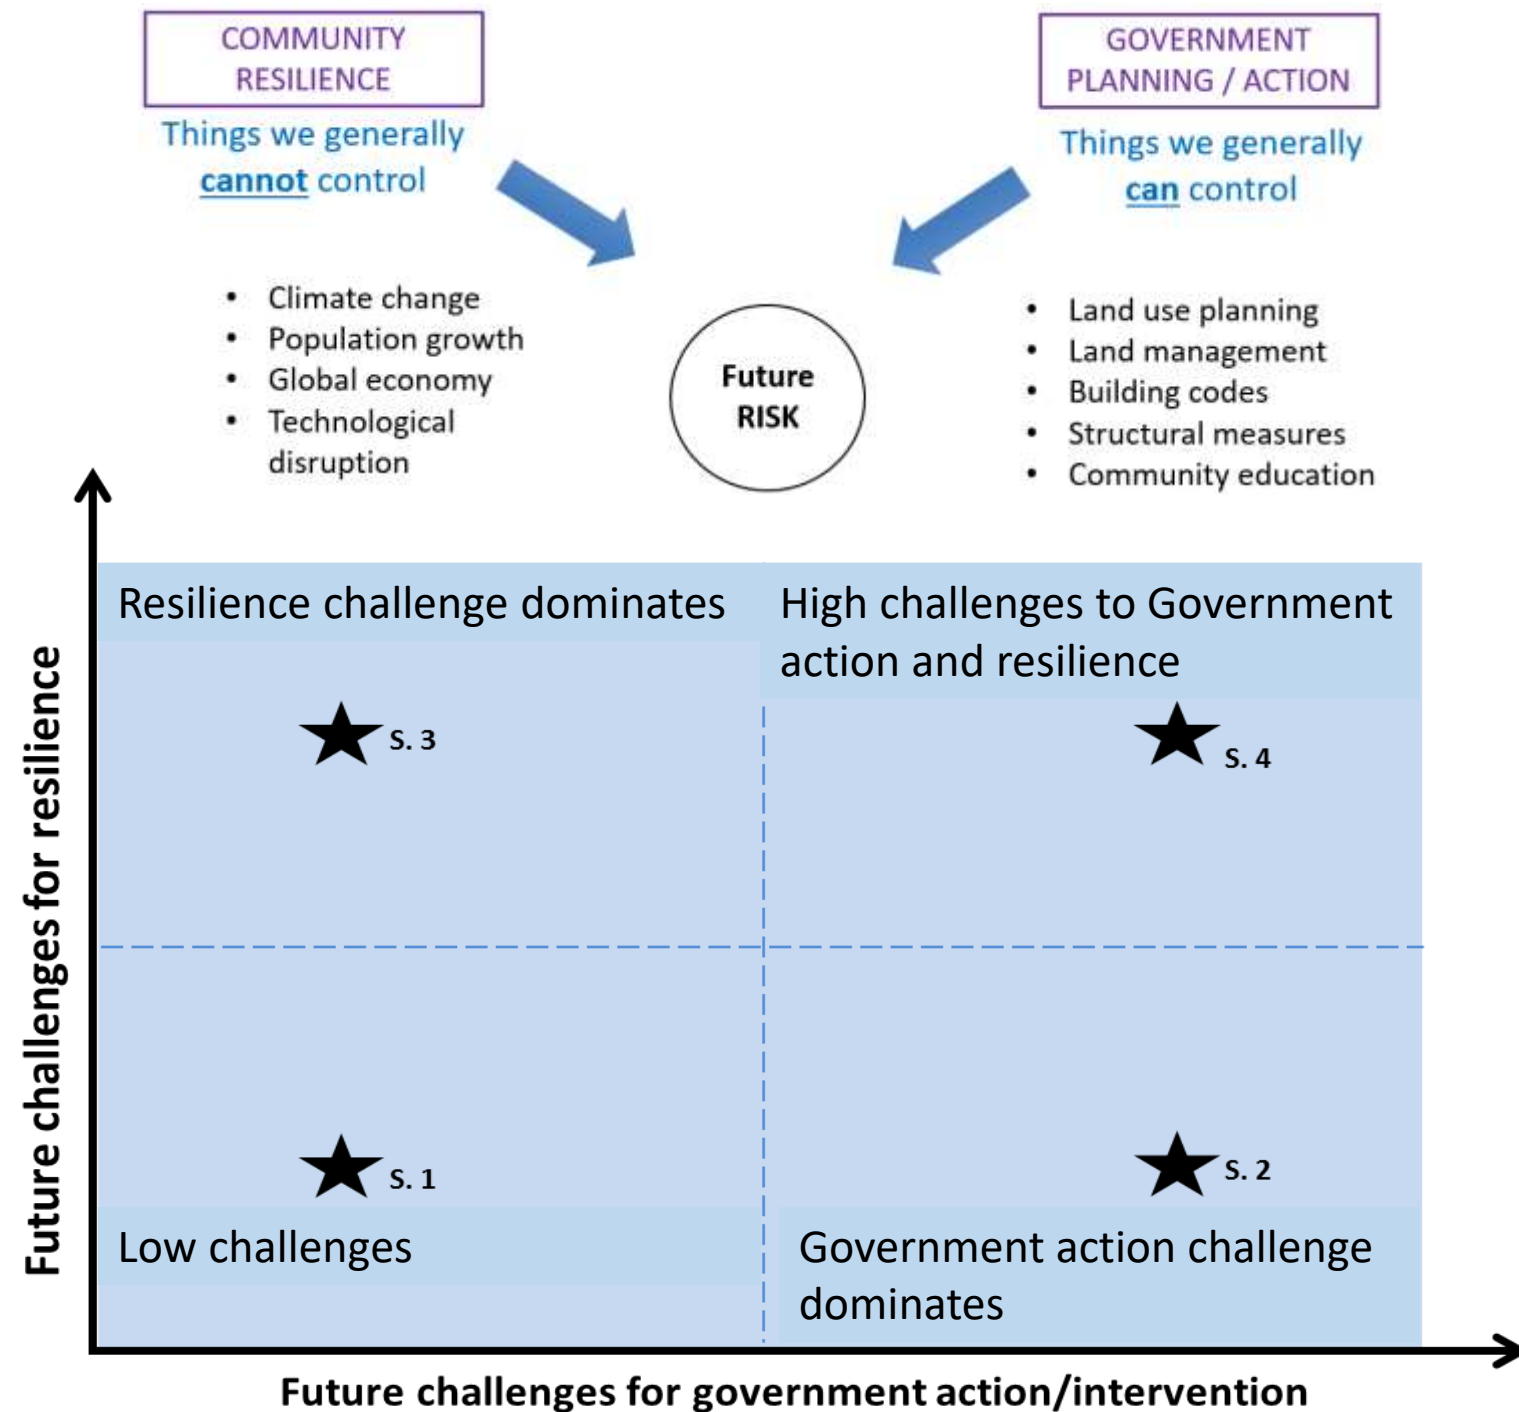 COMMUNITY
RESILIENCE
Things we generally
cannot control
• Climate change
• Population growth
• Global economy
• Technological
disruption
GOVERNMENT
PLANNING / ACTION
Things we generally
can control
• Land use planning
• Land management
• Building codes
• Structural measures
• Community education
Future
RISK
Future challenges for resilience
Resilience challenge dominates
S. 3
High challenges to Government
action and resilience
S. 4
S. 1
Low challenges
S. 2
Government action challenge
dominates
Future challenges for government action/intervention